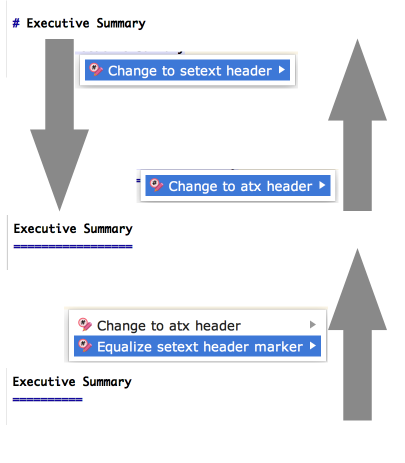 # Executive Summary
Change to setext header
Change to atx header
Executive Summary
=================
Change to atx header
Equalize setext header marker
Executive Summary
==========